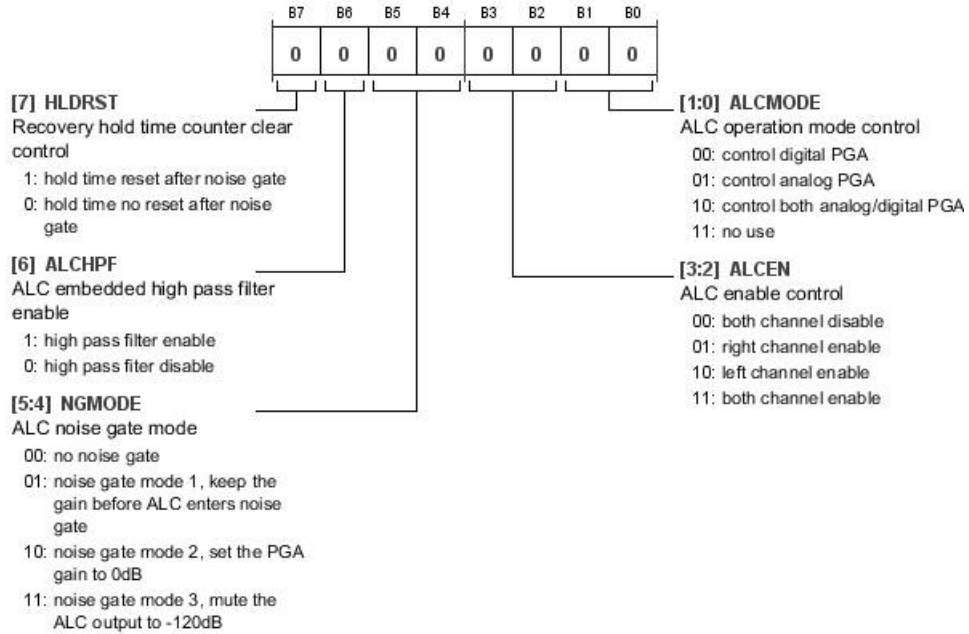 B7 B6 B5 B4 B3 B2 B1 B0
0 0 0 0 0 0 0 0
[7] HLDRST
Recovery hold time counter clear
control
1: hold time reset after noise gate
0: hold time no reset after noise
gate
[6] ALCHPF
ALC embedded high pass filter
enable
1: high pass filter enable
0: high pass fiter disable
[5:4] NGMODE
ALC noise gate mode
00: no noise gate
01: noise gate mode 1, keep the
gain before ALC enters noise
gate
10: noise gate mode 2, set the PGA
gain to 0dB
11: noise gate mode 3, mute the
ALC output to -120dB
[1:0] ALCMODE
ALC operation mode control
00: control digital PGA
01: control analog PGA
10: control both analog/digital PGA
11: no use
[3:2] ALCEN
ALC enable control
00: both channel disable
01: right channel enable
10: left channel enable
11: both channel enable